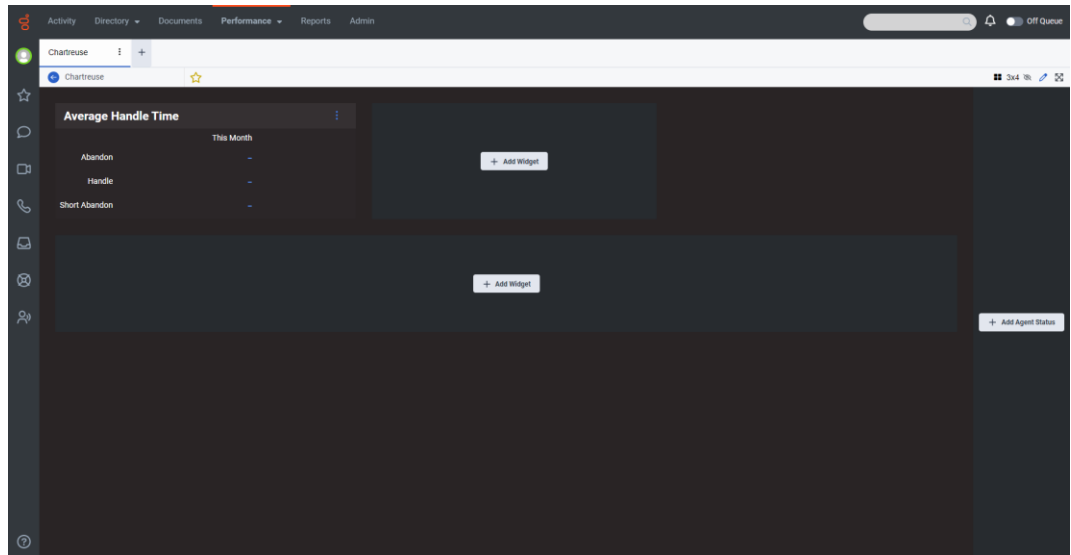 Activity Directory Documents Performance Reports Admin Off Queue
Chartreuse
Chartreuse 3x4
Average Handle Time
This Month
Abandon –
Handle –
Short Abandon –
+ Add Widget
+ Add Widget
+ Add Agent Status